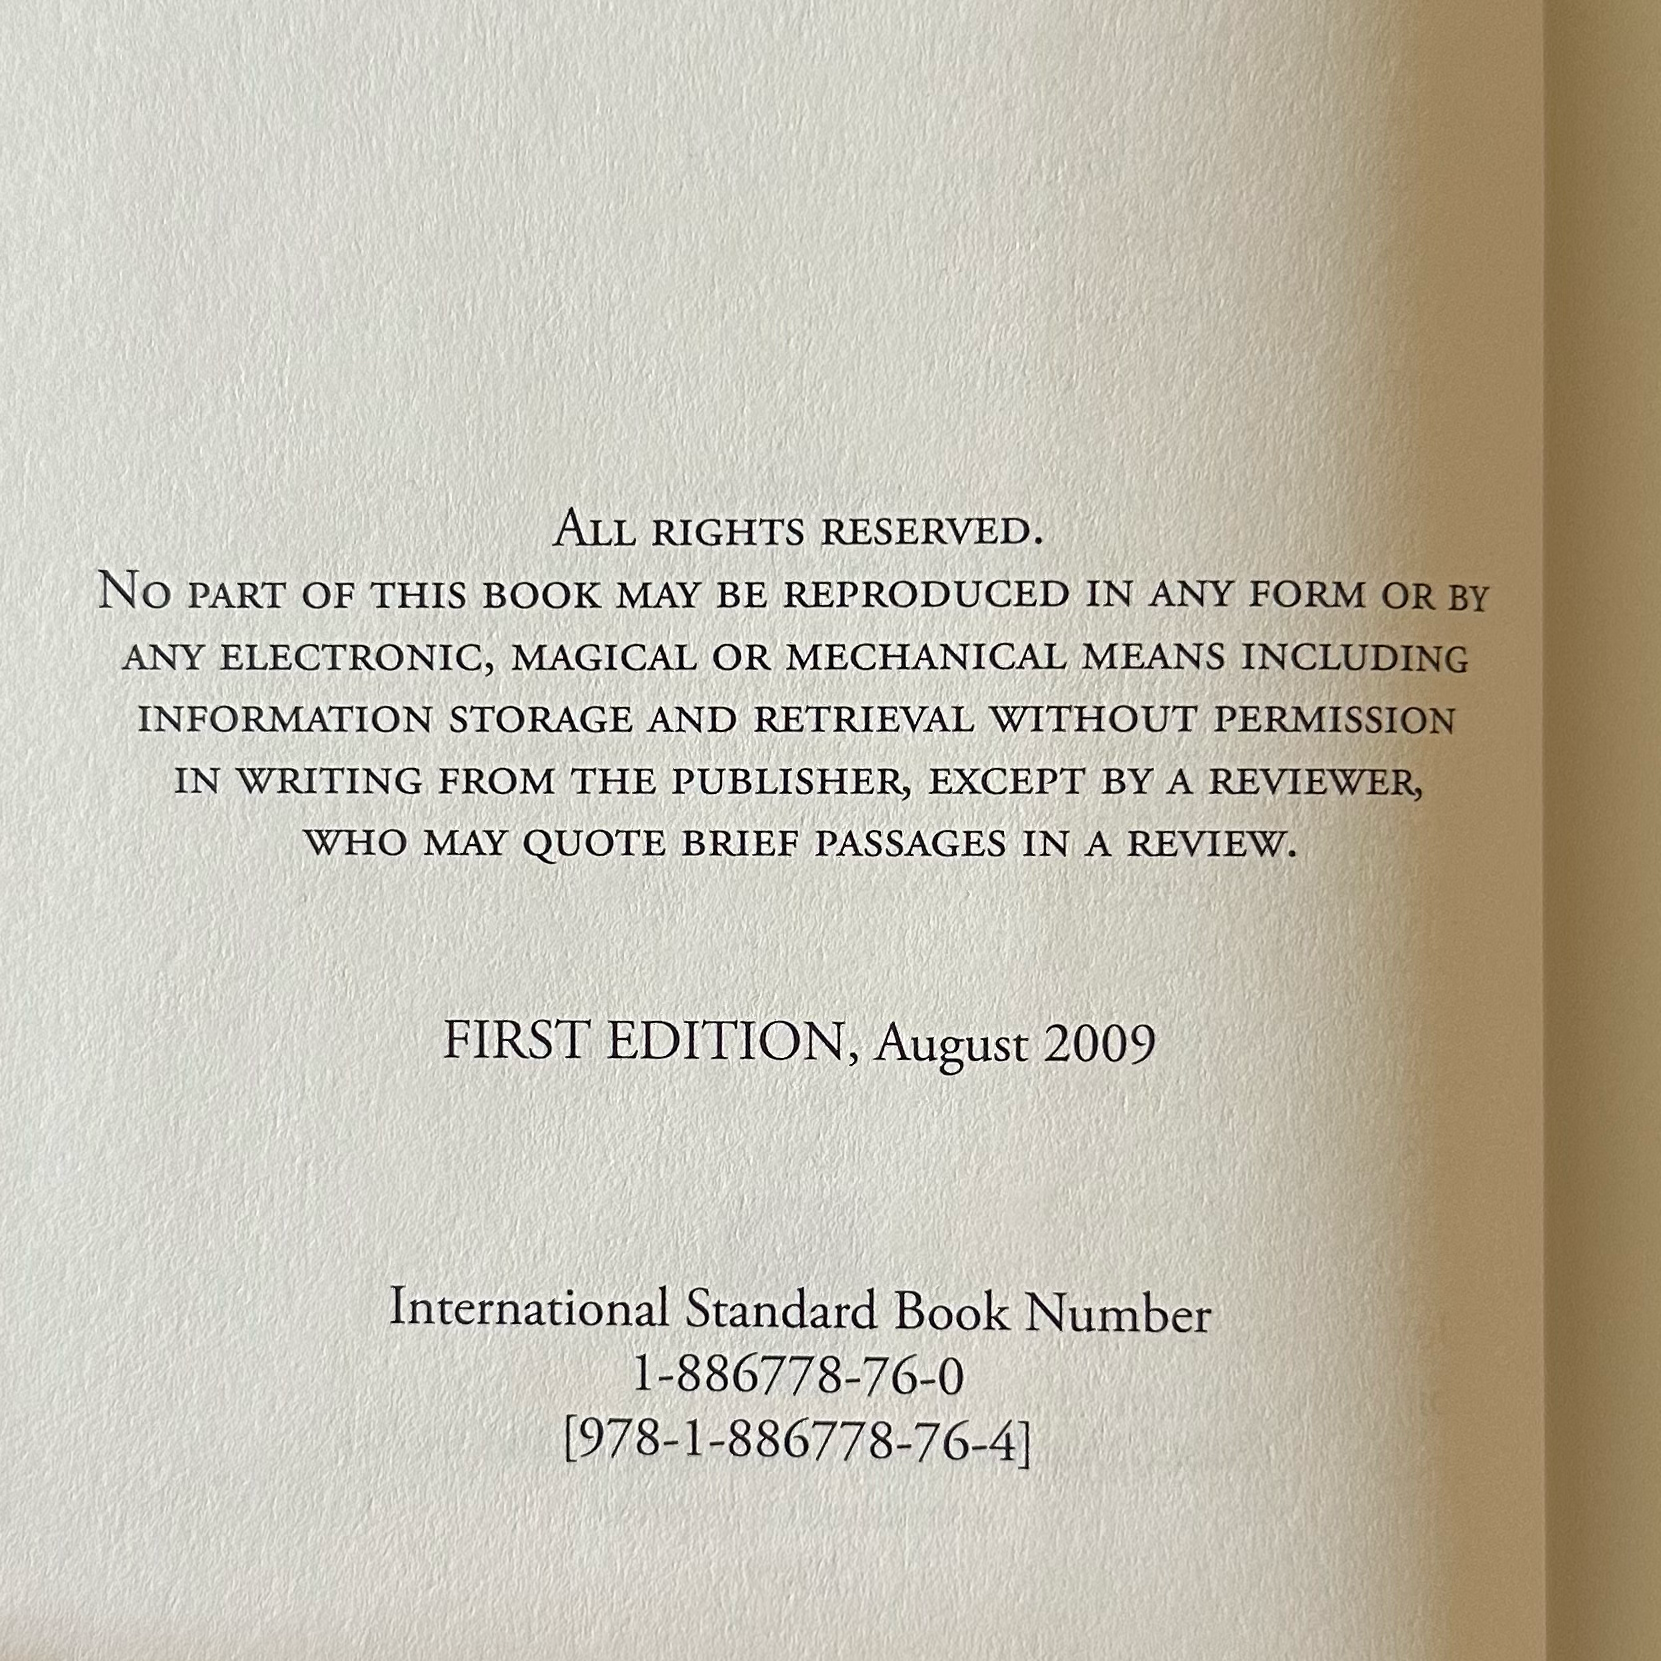 All rights reserved.
No part of this book may be reproduced in any form or by
any electronic, magical or mechanical means including
information storage and retrieval without permission
in writing from the publisher, except by a reviewer,
who may quote brief passages in a review.
FIRST EDITION, August 2009
International Standard Book Number
1-886778-76-0
[978-1-886778-76-4]